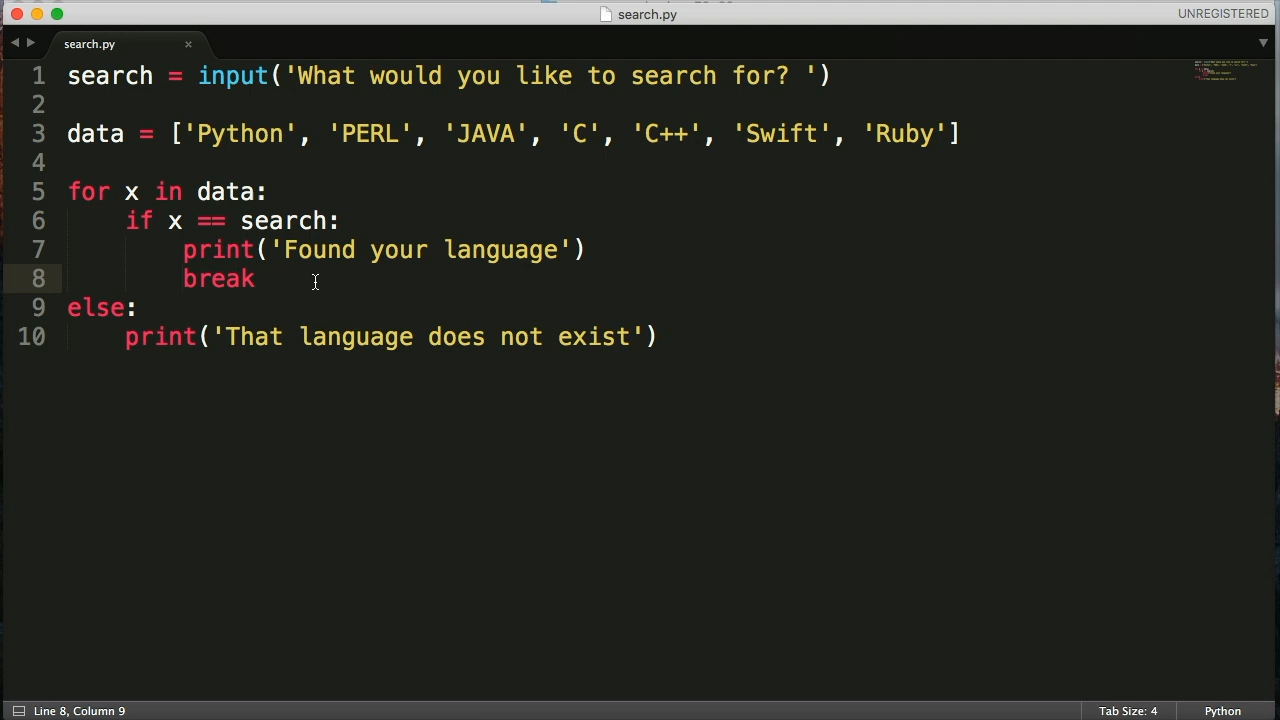 search.py
UNREGISTERED
search.py
1 search = input('What would you like to search for? ')
2
3 data = ['Python', 'PERL', 'JAVA', 'C', 'C++', 'Swift', 'Ruby']
4
5 for x in data:
6     if x == search:
7         print('Found your language')
8         break
9 else:
10     print('That language does not exist')
Line 8, Column 9
Tab Size: 4
Python